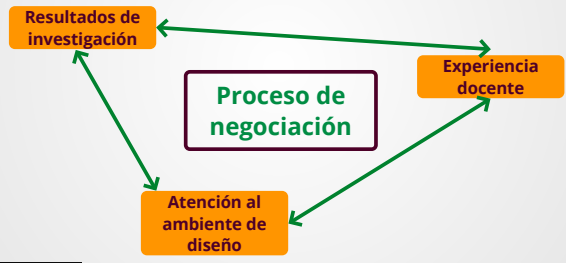 Resultados de
investigación
Experiencia
docente
Proceso de
negociación
Atención al
ambiente de
diseño